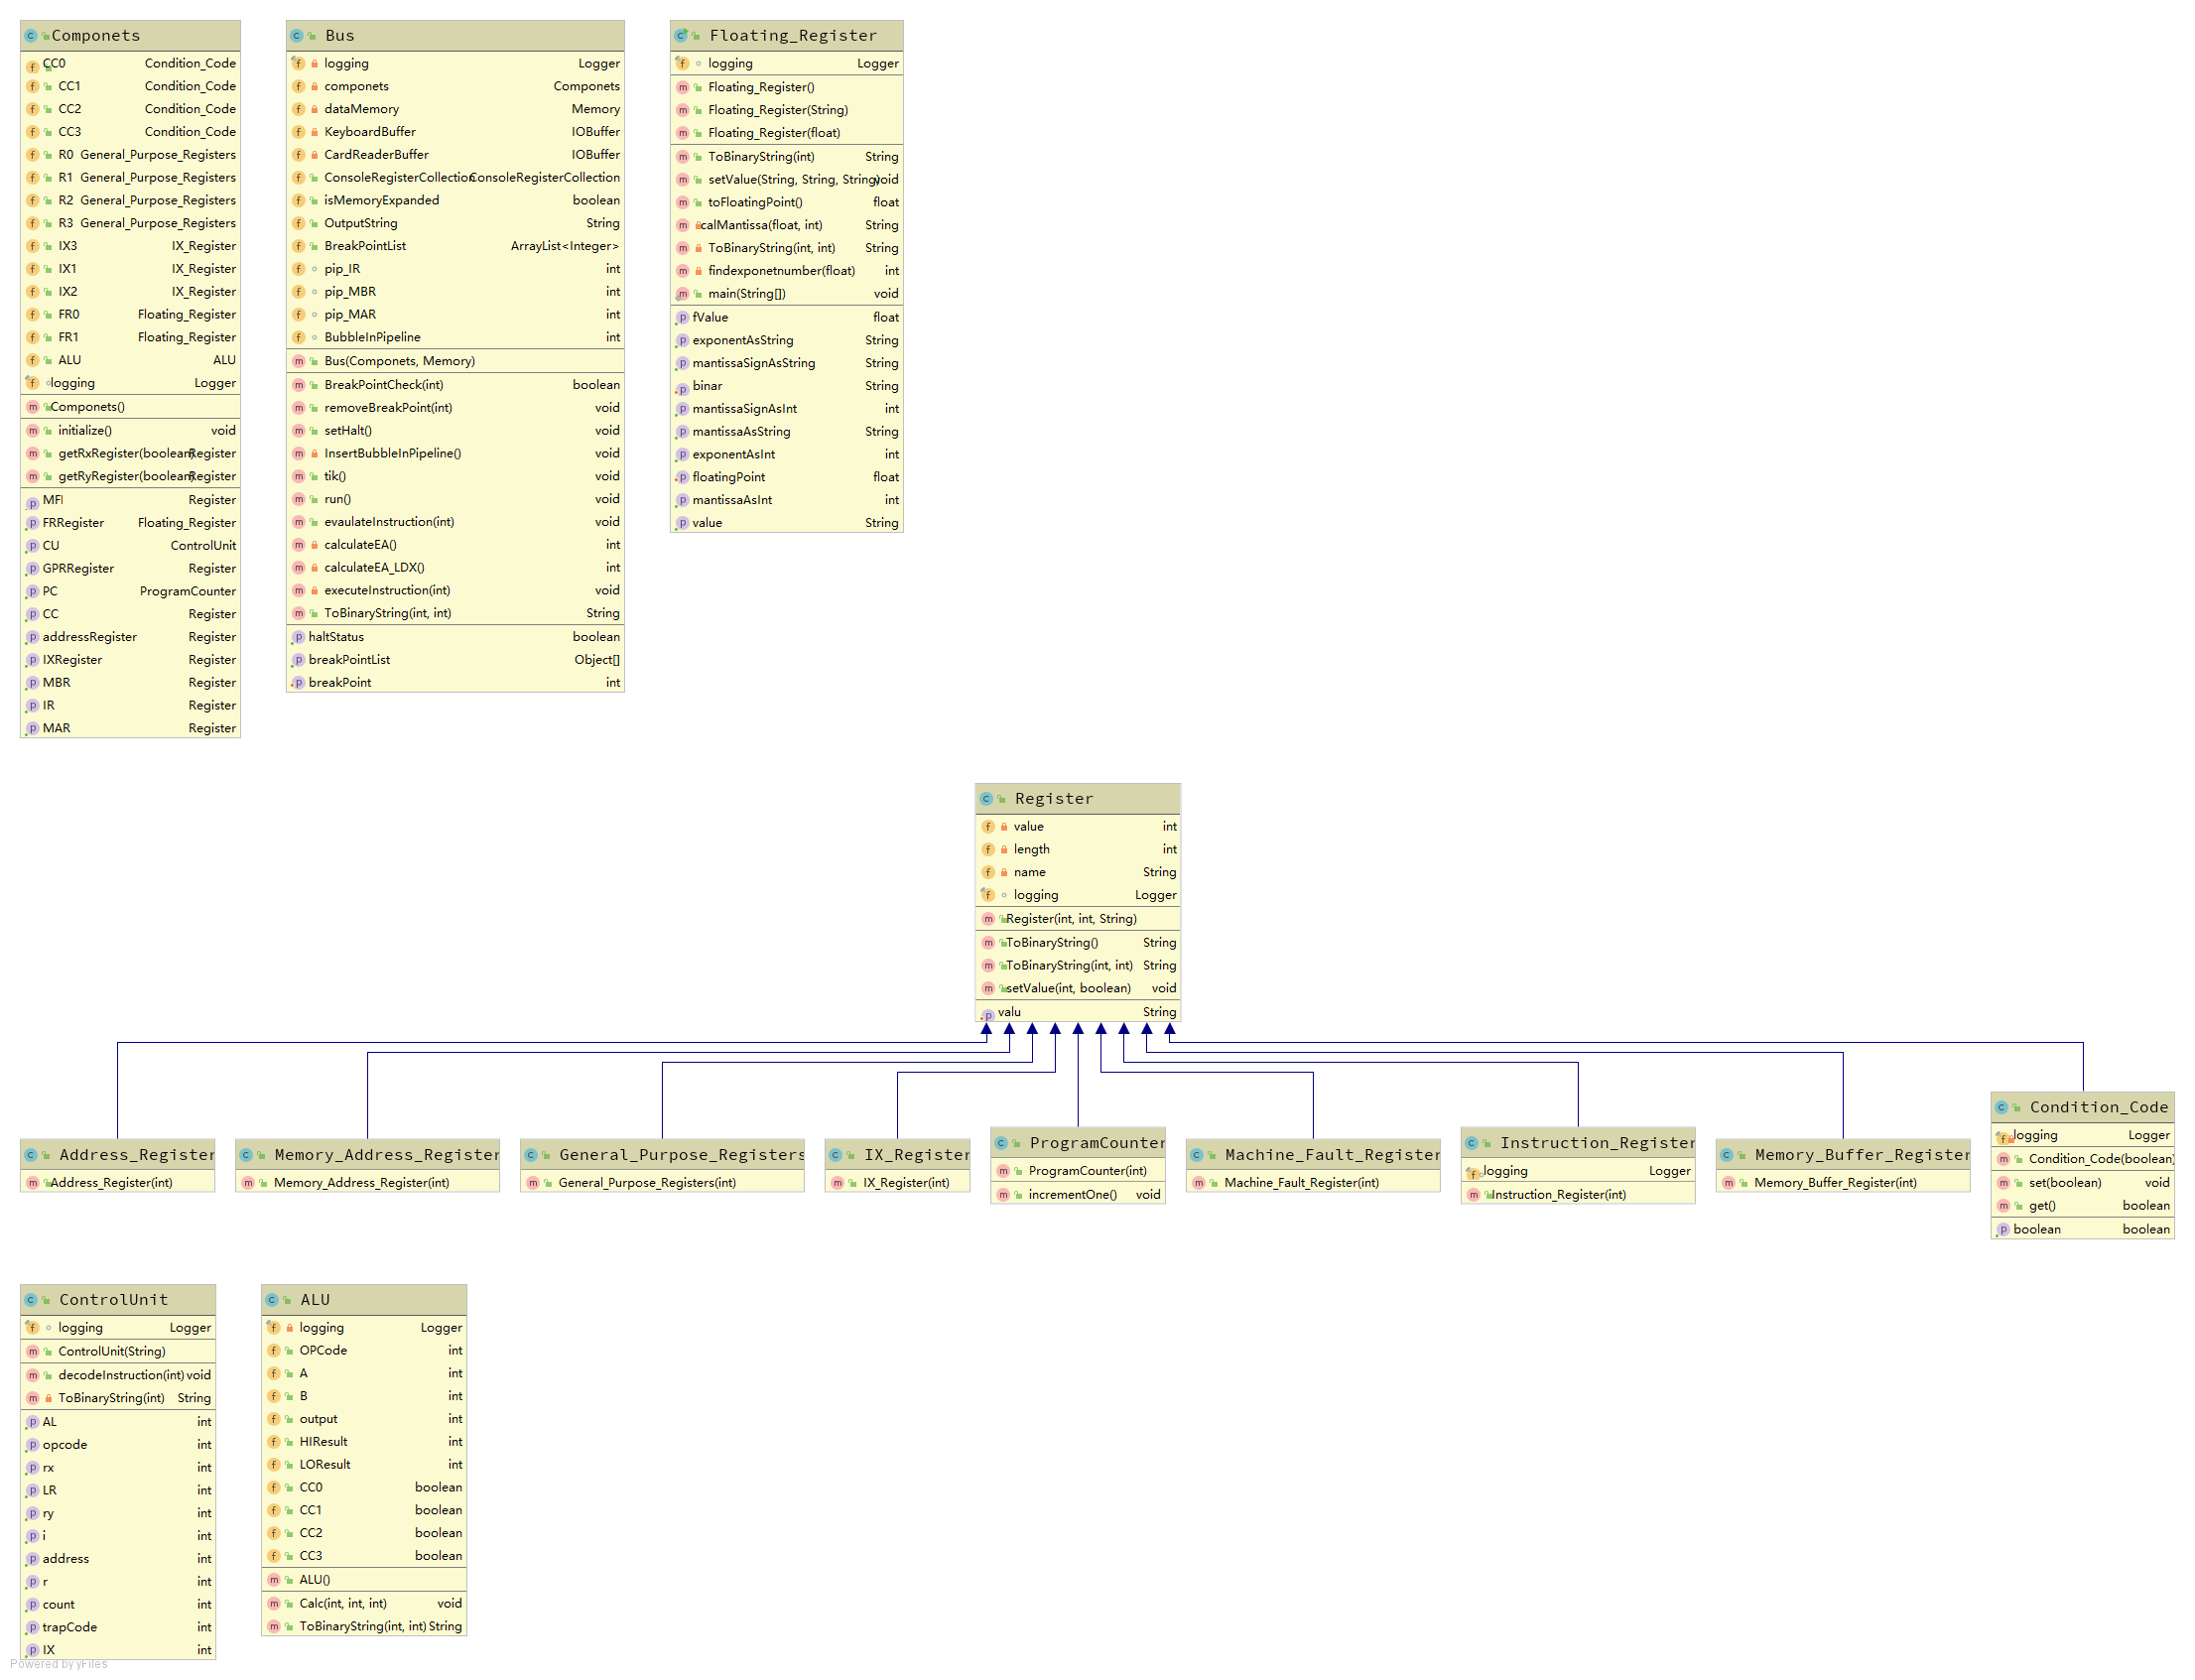 Componets
CC0 Condition_Code
CC1 Condition_Code
CC2 Condition_Code
CC3 Condition_Code
R0 General_Purpose_Registers
R1 General_Purpose_Registers
R2 General_Purpose_Registers
R3 General_Purpose_Registers
IX3 IX_Register
IX1 IX_Register
IX2 IX_Register
FR0 Floating_Register
FR1 Floating_Register
ALU ALU
logging Logger
Componets()
initialize() void
getRxRegister(boolean) Register
getRyRegister(boolean) Register
MFI Register
FRRegister Floating_Register
CU ControlUnit
GPRRegister Register
PC ProgramCounter
CC Register
addressRegister Register
IXRegister Register
MBR Register
IR Register
MAR Register
Bus
logging Logger
componets Componets
dataMemory Memory
KeyboardBuffer IOBuffer
CardReaderBuffer IOBuffer
ConsoleRegisterCollection ConsoleRegisterCollection
isMemoryExpanded boolean
OutputString String
BreakPointList ArrayList<Integer>
pip_IR int
pip_MBR int
pip_MAR int
BubbleInPipeline int
Bus(Componets, Memory)
BreakPointCheck(int) boolean
removeBreakPoint(int) void
setHalt() void
InsertBubbleInPipeline() void
tik() void
run() void
evaulateInstruction(int) void
calculateEA() int
calculateEA_LDX() int
executeInstruction(int) void
ToBinaryString(int, int) String
haltStatus boolean
breakPointList Object[]
breakPoint int
Floating_Register
logging Logger
Floating_Register()
Floating_Register(String)
Floating_Register(float)
ToBinaryString(int) String
setValue(String, String, String) void
toFloatingPoint() float
calMantissa(float, int) String
ToBinaryString(int, int) String
findexponetnumber(float) int
main(String[]) void
fValue float
exponentAsString String
mantissaSignAsString String
binar String
mantissaSignAsInt int
mantissaAsString String
exponentAsInt int
floatingPoint float
mantissaAsInt int
value String
Register
value int
length int
name String
logging Logger
Register(int, int, String)
ToBinaryString() String
ToBinaryString(int, int) String
setValue(int, boolean) void
valu String
Address_Register
Address_Register(int)
Memory_Address_Register
Memory_Address_Register(int)
General_Purpose_Registers
General_Purpose_Registers(int)
IX_Register
IX_Register(int)
ProgramCounter
ProgramCounter(int)
incrementOne() void
Machine_Fault_Register
Machine_Fault_Register(int)
Instruction_Register
logging Logger
Instruction_Register(int)
Memory_Buffer_Register
Memory_Buffer_Register(int)
Condition_Code
logging Logger
Condition_Code(boolean)
set(boolean) void
get() boolean
boolean boolean
ControlUnit
logging Logger
ControlUnit(String)
decodeInstruction(int) void
ToBinaryString(int) String
AL int
opcode int
rx int
LR int
ry int
i int
address int
r int
count int
trapCode int
IX int
ALU
logging Logger
OPCode int
A int
B int
output int
HIResult int
LOResult int
CC0 boolean
CC1 boolean
CC2 boolean
CC3 boolean
ALU()
Calc(int, int, int) void
ToBinaryString(int, int) String
Powered by yFiles